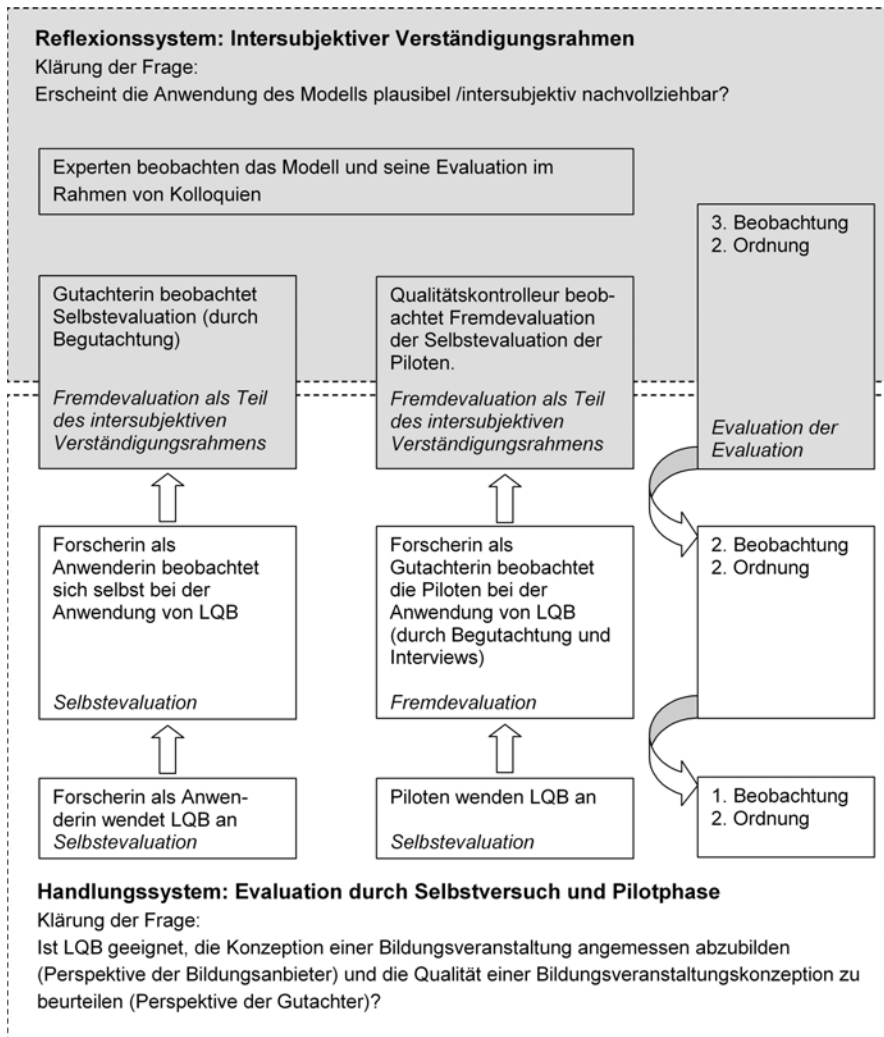 Reflexionssystem: Intersubjektiver Verständigungsrahmen
Klärung der Frage:
Erscheint die Anwendung des Modells plausibel /intersubjektiv nachvollziehbar?
Experten beobachten das Modell und seine Evaluation im
Rahmen von Kolloquien
Gutachterin beobachtet
Selbstevaluation (durch
Begutachtung)
Fremdevaluation als Teil
des intersubjektiven
Verständigungsrahmens
Qualitätskontrolleur beob-
achtet Fremdevaluation
der Selbstevaluation der
Piloten.
Fremdevaluation als Teil
des intersubjektiven
Verständigungsrahmens
3. Beobachtung
2. Ordnung
Evaluation der
Evaluation
Forscherin als
Anwenderin beobachtet
sich selbst bei der
Anwendung von LQB
Selbstevaluation
Forscherin als
Gutachterin beobachtet
die Piloten bei der
Anwendung von LQB
(durch Begutachtung und
Interviews)
Fremdevaluation
2. Beobachtung
2. Ordnung
Forscherin als Anwen-
derin wendet LQB an
Selbstevaluation
Piloten wenden LQB an
Selbstevaluation
1. Beobachtung
2. Ordnung
Handlungssystem: Evaluation durch Selbstversuch und Pilotphase
Klärung der Frage:
Ist LQB geeignet, die Konzeption einer Bildungsveranstaltung angemessen abzubilden
(Perspektive der Bildungsanbieter) und die Qualität einer Bildungsveranstaltungskonzeption zu
beurteilen (Perspektive der Gutachter)?